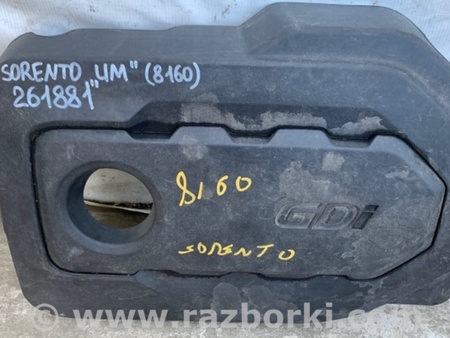 SORENTO „UM" (8160)
261881"
8160
GDi
SORENTO
www.razborki.com